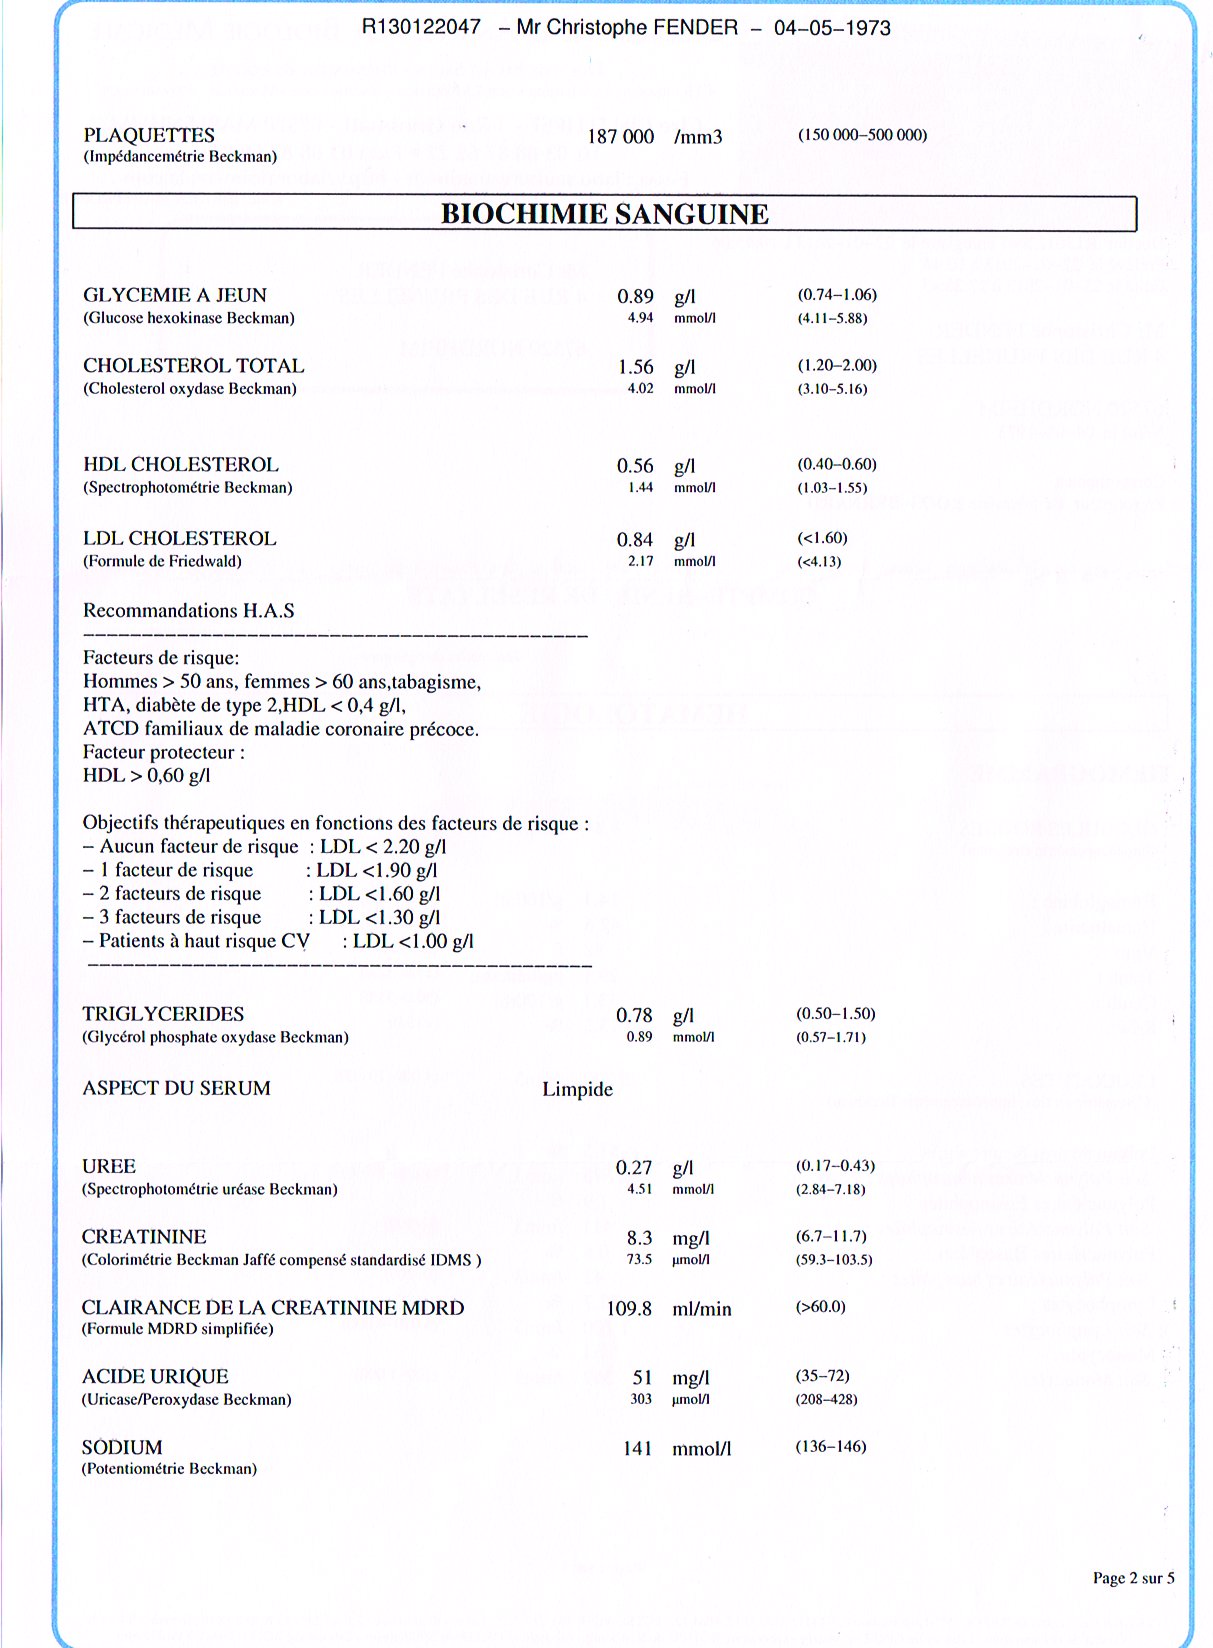 R130122047 – Mr Christophe FENDER – 04–05–1973
PLAQUETTES 187 000 /mm3 (150 000–500 000)
(Impédancemétrie Beckman)
BIOCHIMIE SANGUINE
GLYCEMIE A JEUN 0.89 g/l (0.74–1.06)
(Glucose hexokinase Beckman) 4.94 mmol/l (4.11–5.88)
CHOLESTEROL TOTAL 1.56 g/l (1.20–2.00)
(Cholesterol oxydase Beckman) 4.02 mmol/l (3.10–5.16)
HDL CHOLESTEROL 0.56 g/l (0.40–0.60)
(Spectrophotométrie Beckman) 1.44 mmol/l (1.03–1.55)
LDL CHOLESTEROL 0.84 g/l (<1.60)
(Formule de Friedwald) 2.17 mmol/l (<4.13)
Recommandations H.A.S
–––––––––––––––––––––––––––––––––––––––––––
Facteurs de risque:
Hommes > 50 ans, femmes > 60 ans,tabagisme,
HTA, diabète de type 2,HDL < 0,4 g/l,
ATCD familiaux de maladie coronaire précoce.
Facteur protecteur :
HDL > 0,60 g/l
Objectifs thérapeutiques en fonctions des facteurs de risque :
– Aucun facteur de risque : LDL < 2.20 g/l
– 1 facteur de risque : LDL <1.90 g/l
– 2 facteurs de risque : LDL <1.60 g/l
– 3 facteurs de risque : LDL <1.30 g/l
– Patients à haut risque CV : LDL <1.00 g/l
–––––––––––––––––––––––––––––––––––––––––––
TRIGLYCERIDES 0.78 g/l (0.50–1.50)
(Glycérol phosphate oxydase Beckman) 0.89 mmol/l (0.57–1.71)
ASPECT DU SERUM Limpide
UREE 0.27 g/l (0.17–0.43)
(Spectrophotométrie uréase Beckman) 4.51 mmol/l (2.84–7.18)
CREATININE 8.3 mg/l (6.7–11.7)
(Colorimétrie Beckman Jaffé compensé standardisé IDMS ) 73.5 µmol/l (59.3–103.5)
CLAIRANCE DE LA CREATININE MDRD 109.8 ml/min (>60.0)
(Formule MDRD simplifiée)
ACIDE URIQUE 51 mg/l (35–72)
(Uricase/Peroxydase Beckman) 303 µmol/l (208–428)
SODIUM 141 mmol/l (136–146)
(Potentiométrie Beckman)
Page 2 sur 5